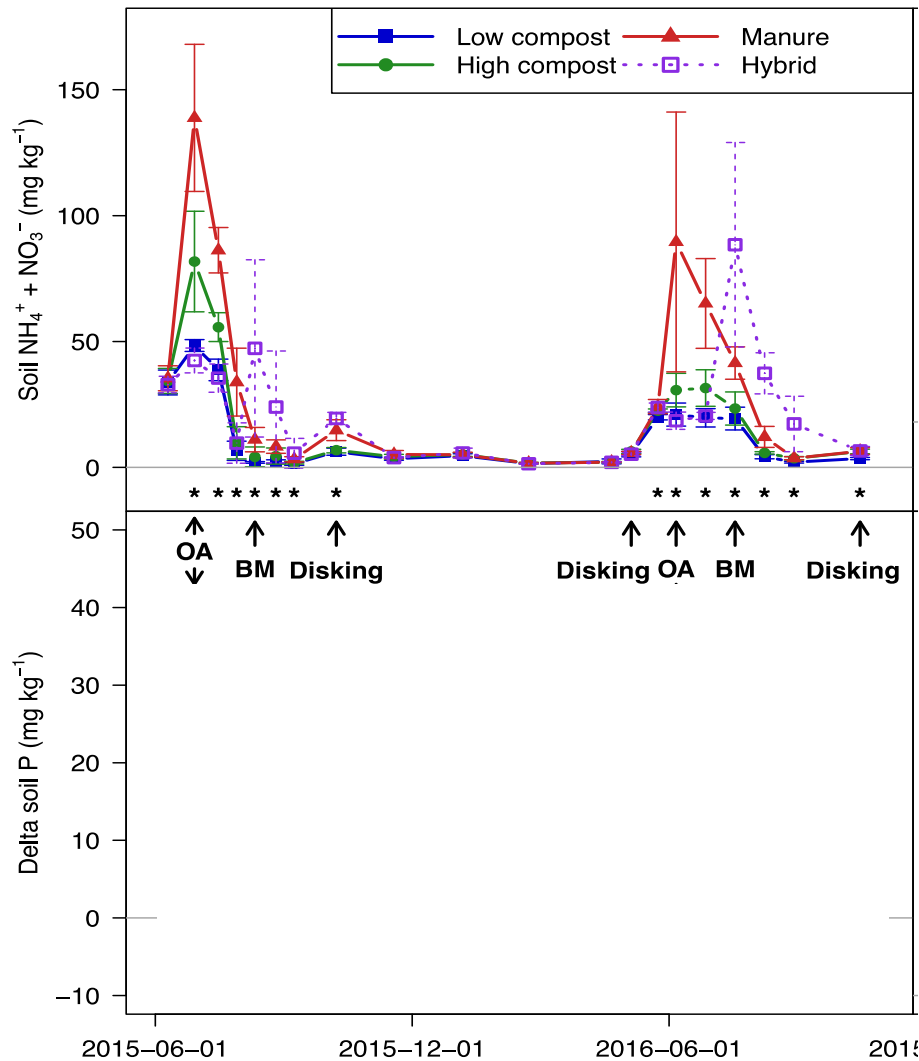 Low compost
Manure
High compost
Hybrid
Soil NH₄⁺ + NO₃⁻ (mg kg⁻¹)
150
100
50
0
* * * * * * * * * * * * * *
OA
BM
Disking
Disking
OA
BM
Disking
Delta soil P (mg kg⁻¹)
50
40
30
20
10
0
−10
2015−06−01
2015−12−01
2016−06−01
2015